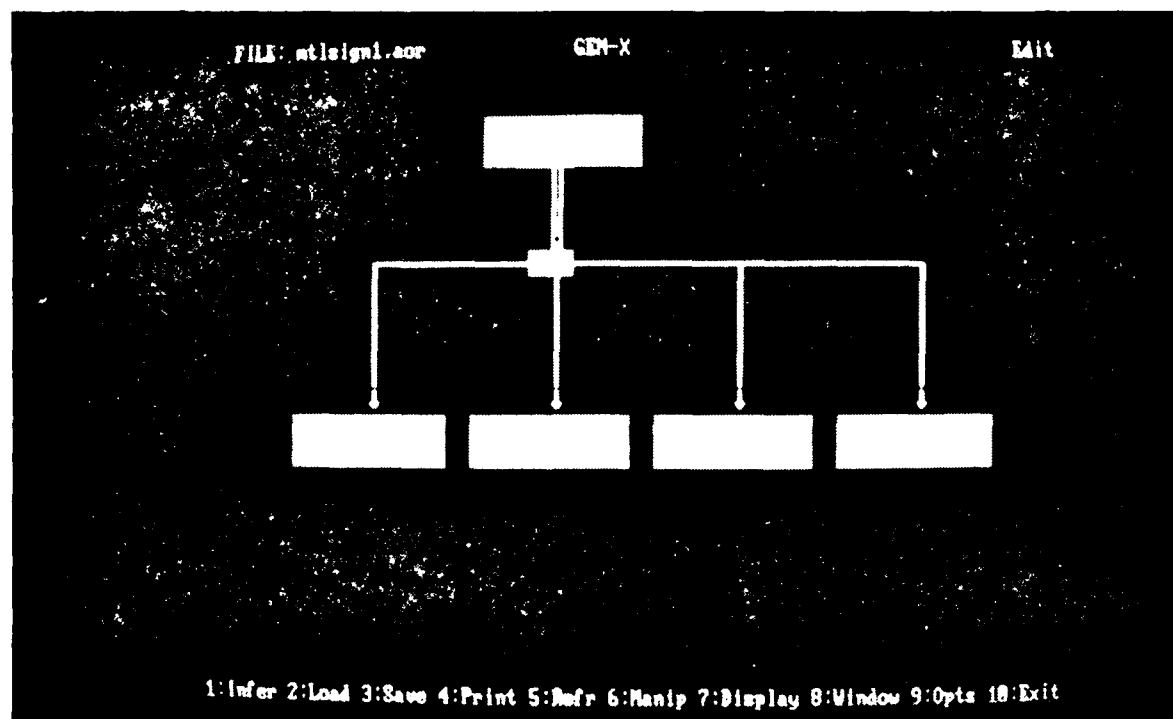 FILE: mtlsign1.aor GEM-X Edit
1:Infer 2:Load 3:Save 4:Print 5:Refr 6:Manip 7:Display 8:Window 9:Opts 10:Exit